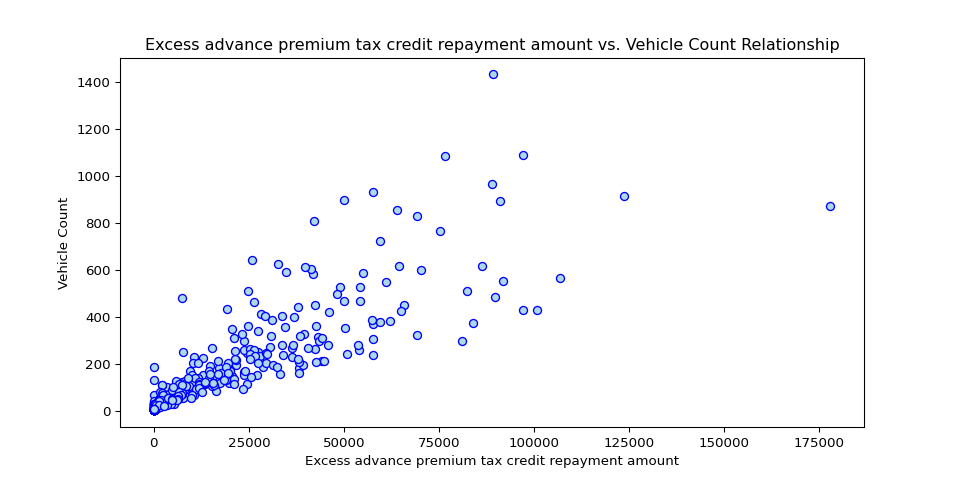 Excess advance premium tax credit repayment amount vs. Vehicle Count Relationship
1400
1200
1000
800
600
400
200
0
Vehicle Count
0 25000 50000 75000 100000 125000 150000 175000
Excess advance premium tax credit repayment amount